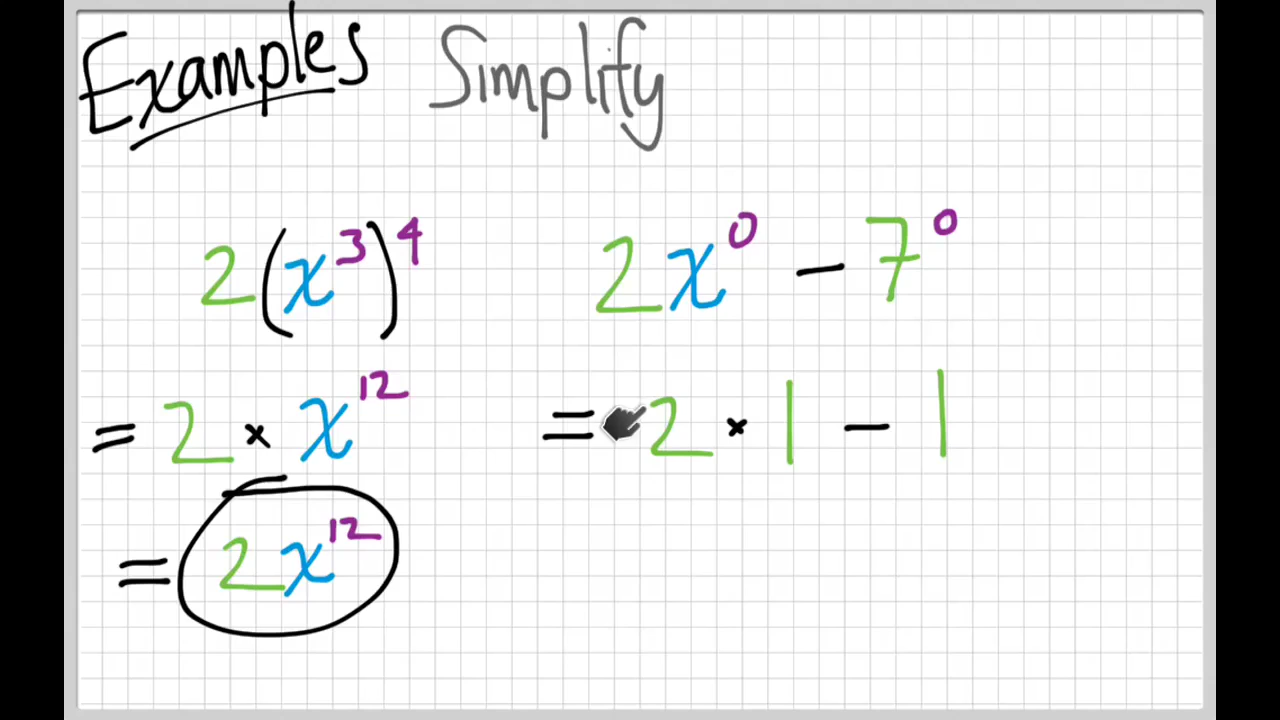 Examples Simplify
2(x³)⁴ 2x⁰ - 7⁰
= 2 × x¹² = 2 × 1 - 1
= 2x¹²